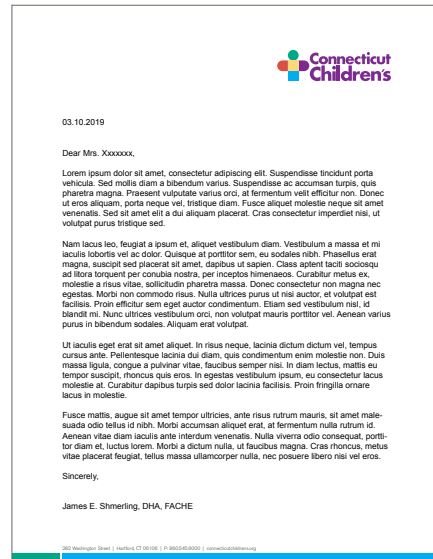 Connecticut
Children's
03.10.2019
Dear Mrs. Xxxxxxx,
Lorem ipsum dolor sit amet, consectetur adipiscing elit. Suspendisse tincidunt porta
vehicula. Sed mollis diam a bibendum varius. Suspendisse ac accumsan turpis, quis
pharetra magna. Praesent vulputate varius orci, at fermentum velit efficitur non. Donec
ut eros aliquam, porta neque vel, tristique diam. Fusce aliquet molestie neque sit amet
venenatis. Sed sit amet elit a dui aliquam placerat. Cras consectetur imperdiet nisi, ut
volutpat purus tristique sed.
Nam lacus leo, feugiat a ipsum et, aliquet vestibulum diam. Vestibulum a massa et mi
iaculis lobortis vel ac dolor. Quisque at porttitor sem, eu sodales nibh. Phasellus erat
magna, suscipit sed placerat sit amet, dapibus ut sapien. Class aptent taciti sociosqu
ad litora torquent per conubia nostra, per inceptos himenaeos. Curabitur metus ex,
molestie a risus vitae, sollicitudin pharetra massa. Donec consectetur non magna nec
egestas. Morbi non commodo risus. Nulla ultrices purus ut nisi auctor, et volutpat est
facilisis. Proin efficitur sem eget auctor condimentum. Etiam sed vestibulum nisl, id
blandit mi. Nunc ultrices vestibulum orci, non volutpat mauris porttitor vel. Aenean varius
purus in bibendum sodales. Aliquam erat volutpat.
Ut iaculis eget erat sit amet aliquet. In risus neque, lacinia dictum dictum vel, tempus
cursus ante. Pellentesque lacinia dui diam, quis condimentum enim molestie non. Duis
massa ligula, congue a pulvinar vitae, faucibus semper nisi. In diam lectus, mattis eu
tempor suscipit, rhoncus quis eros. In egestas vestibulum ipsum, eu consectetur lacus
molestie at. Curabitur dapibus turpis sed dolor lacinia facilisis. Proin fringilla ornare
lacus in molestie.
Fusce mattis, augue sit amet tempor ultricies, ante risus rutrum mauris, sit amet male-
suada odio tellus id nibh. Morbi accumsan aliquet erat, at fermentum nulla rutrum id.
Aenean vitae diam iaculis ante interdum venenatis. Nulla viverra odio consequat, portti-
tor diam et, luctus lorem. Morbi a dictum nulla, ut faucibus magna. Cras rhoncus, metus
vitae placerat feugiat, tellus massa ullamcorper nulla, nec posuere libero nisi vel eros.
Sincerely,
James E. Shmerling, DHA, FACHE
282 Washington Street | Hartford, CT 06106 | P: 860.545.9000 | connecticutchildrens.org